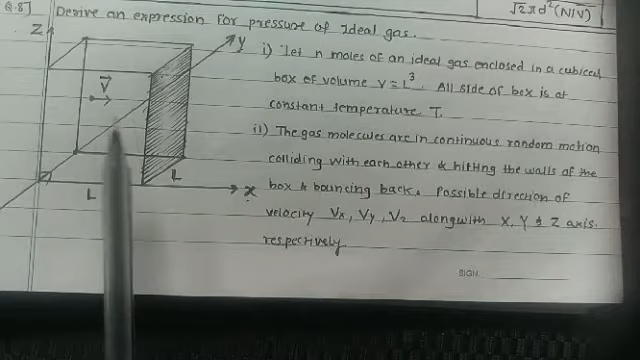 Q.8] Derive an expression for pressure of Ideal gas.
√2πd²(N/V)
Z
Y
V
L
L
X
i) Let n moles of an ideal gas enclosed in a cubical
box of volume V = L³. All side of box is at
constant temperature T.
ii) The gas molecules are in continuous random motion
colliding with each other & hitting the walls of the
box & bouncing back. Possible direction of
velocity Vx, Vy, Vz alongwith X, Y & Z axis.
respectively
SIGN